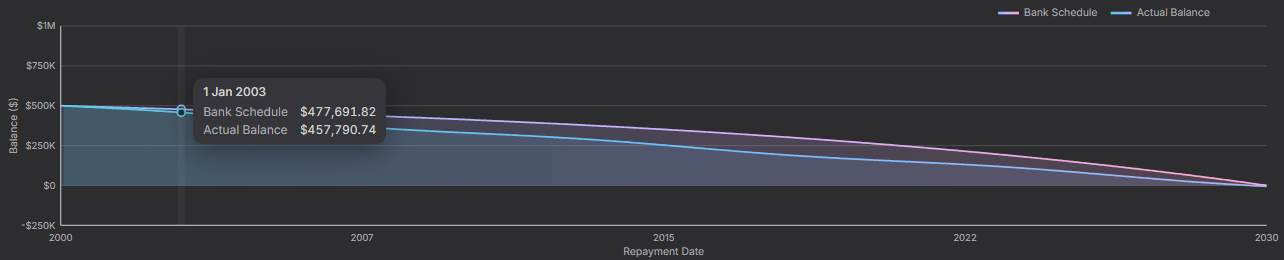 Bank Schedule Actual Balance
$1M
$750K
$500K
$250K
$0
-$250K
Balance ($)
1 Jan 2003
Bank Schedule $477,691.82
Actual Balance $457,790.74
2000 2007 2015 2022 2030
Repayment Date